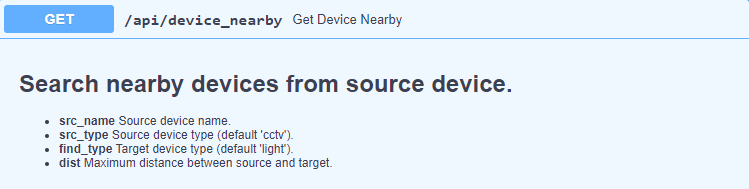 GET /api/device_nearby Get Device Nearby
Search nearby devices from source device.
src_name Source device name.
src_type Source device type (default 'cctv').
find_type Target device type (default 'light').
dist Maximum distance between source and target.